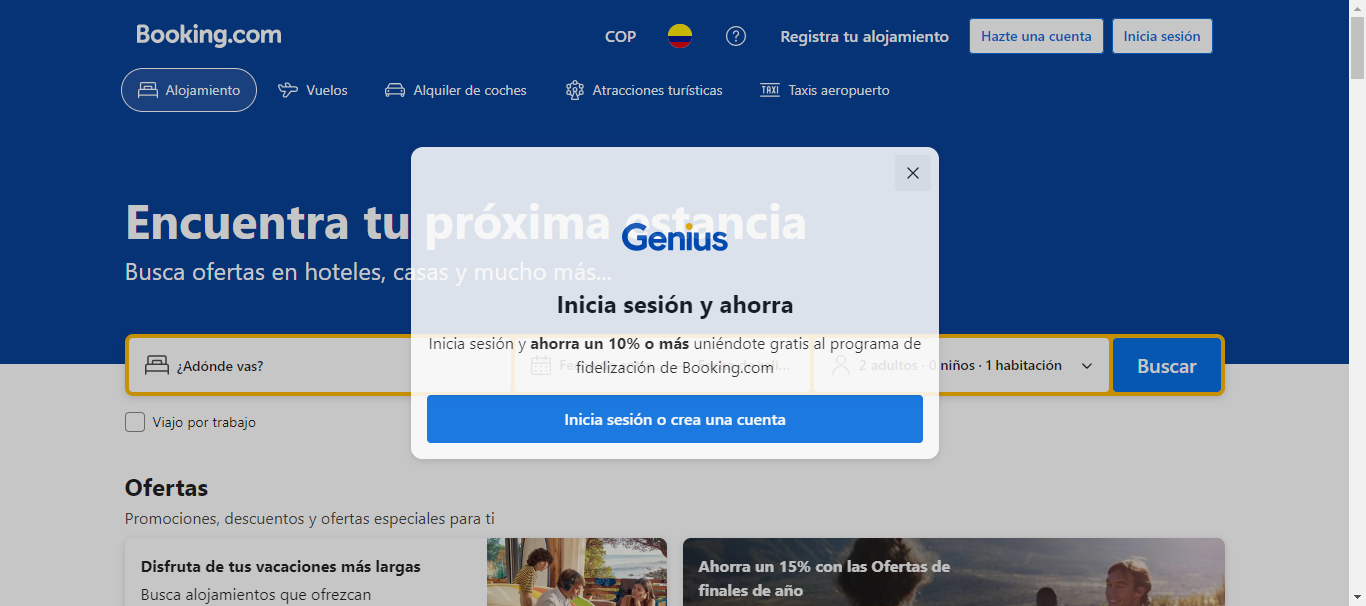 Booking.com
COP
Registra tu alojamiento
Hazte una cuenta
Inicia sesión
Alojamiento
Vuelos
Alquiler de coches
Atracciones turísticas
TAXI Taxis aeropuerto
Encuentra tu próxima estancia
Busca ofertas en hoteles, casas y mucho más...
Genius
Inicia sesión y ahorra
Inicia sesión y ahorra un 10% o más uniéndote gratis al programa de
fidelización de Booking.com
Inicia sesión o crea una cuenta
¿Adónde vas?
2 adultos · 0 niños · 1 habitación
Buscar
Viajo por trabajo
Ofertas
Promociones, descuentos y ofertas especiales para ti
Disfruta de tus vacaciones más largas
Busca alojamientos que ofrezcan
Ahorra un 15% con las Ofertas de
finales de año